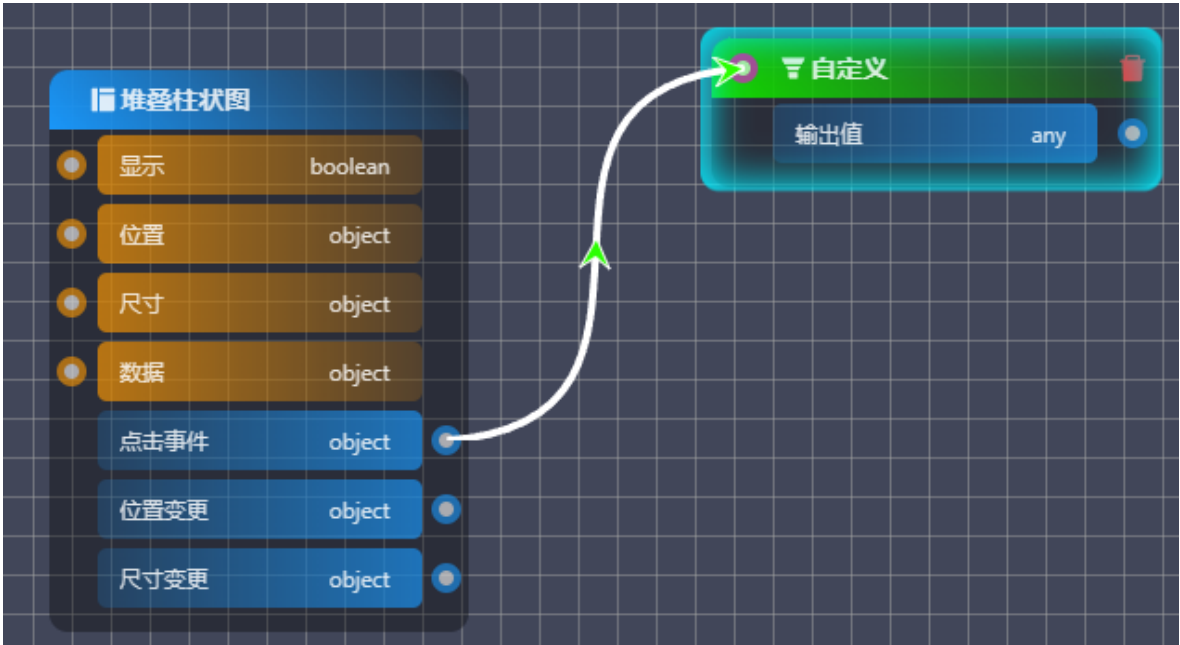 堆叠柱状图
显示 boolean
位置 object
尺寸 object
数据 object
点击事件 object
位置变更 object
尺寸变更 object
自定义
输出值 any